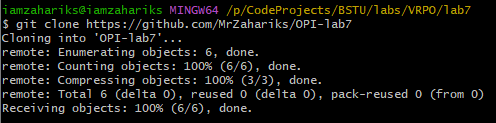 iamzahariks@iamzahariks MINGW64 /p/CodeProjects/BSTU/labs/VRPO/lab7
$ git clone https://github.com/MrZahariks/OPI-lab7
Cloning into 'OPI-lab7'...
remote: Enumerating objects: 6, done.
remote: Counting objects: 100% (6/6), done.
remote: Compressing objects: 100% (3/3), done.
remote: Total 6 (delta 0), reused 0 (delta 0), pack-reused 0 (from 0)
Receiving objects: 100% (6/6), done.